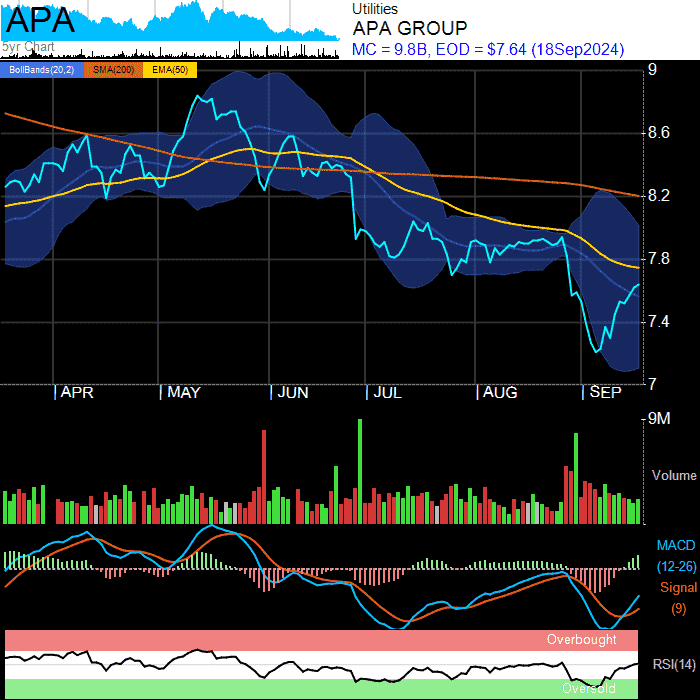 APA
5yr Chart
Utilities
APA GROUP
MC = 9.8B, EOD = $7.64 (18Sep2024)
BollBands(20,2) SMA(200) EMA(50)
9
8.6
8.2
7.8
7.4
7
APR MAY JUN JUL AUG SEP
9M
Volume
MACD
(12-26)
Signal
(9)
Overbought
RSI(14)
Oversold